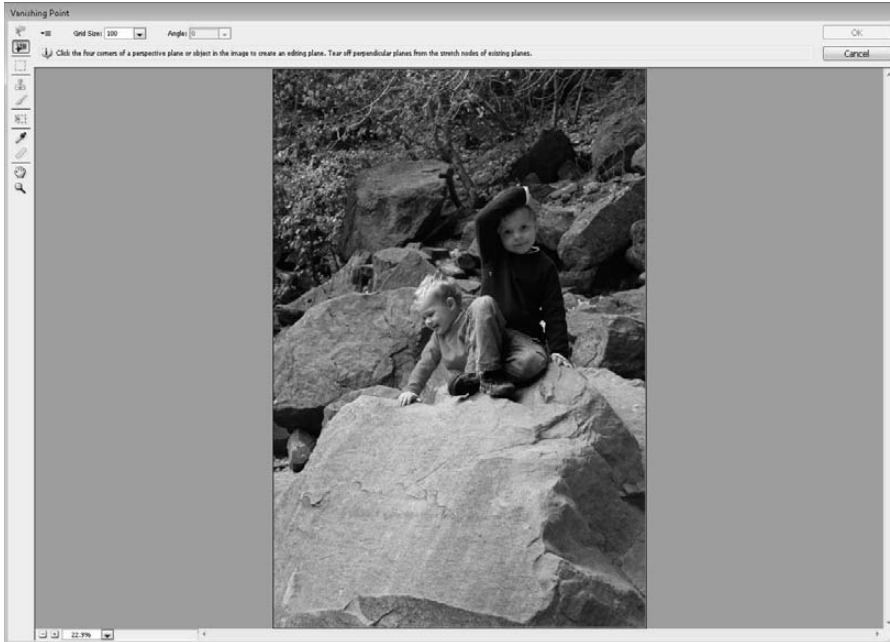 Vanishing Point
Grid Size: 100 Angle: 0 OK
Click the four corners of a perspective plane or object in the image to create an editing plane. Tear off perpendicular planes from the stretch nodes of existing planes. Cancel
22.9%